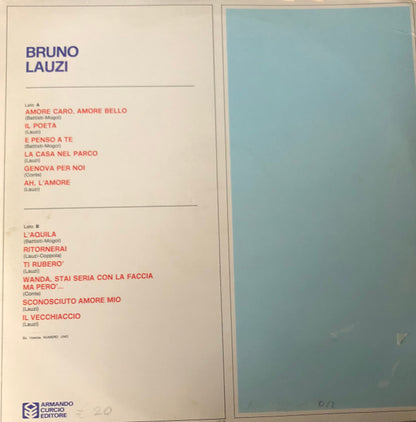 BRUNO
LAUZI
Lato A
AMORE CARO, AMORE BELLO
(Battisti-Mogol)
IL POETA
(Lauzi)
E PENSO A TE
(Battisti-Mogol)
LA CASA NEL PARCO
(Lauzi)
GENOVA PER NOI
(Conte)
AH, L'AMORE
(Lauzi)
Lato B
L'AQUILA
(Battisti-Mogol)
RITORNERAI
(Lauzi-Coppola)
TI RUBERO'
(Lauzi)
WANDA, STAI SERIA CON LA FACCIA
MA PERO'...
(Conte)
SCONOSCIUTO AMORE MIO
(Lauzi)
IL VECCHIACCIO
(Lauzi)
NUMERO UNO
ARMANDO
CURCIO
EDITORE
20